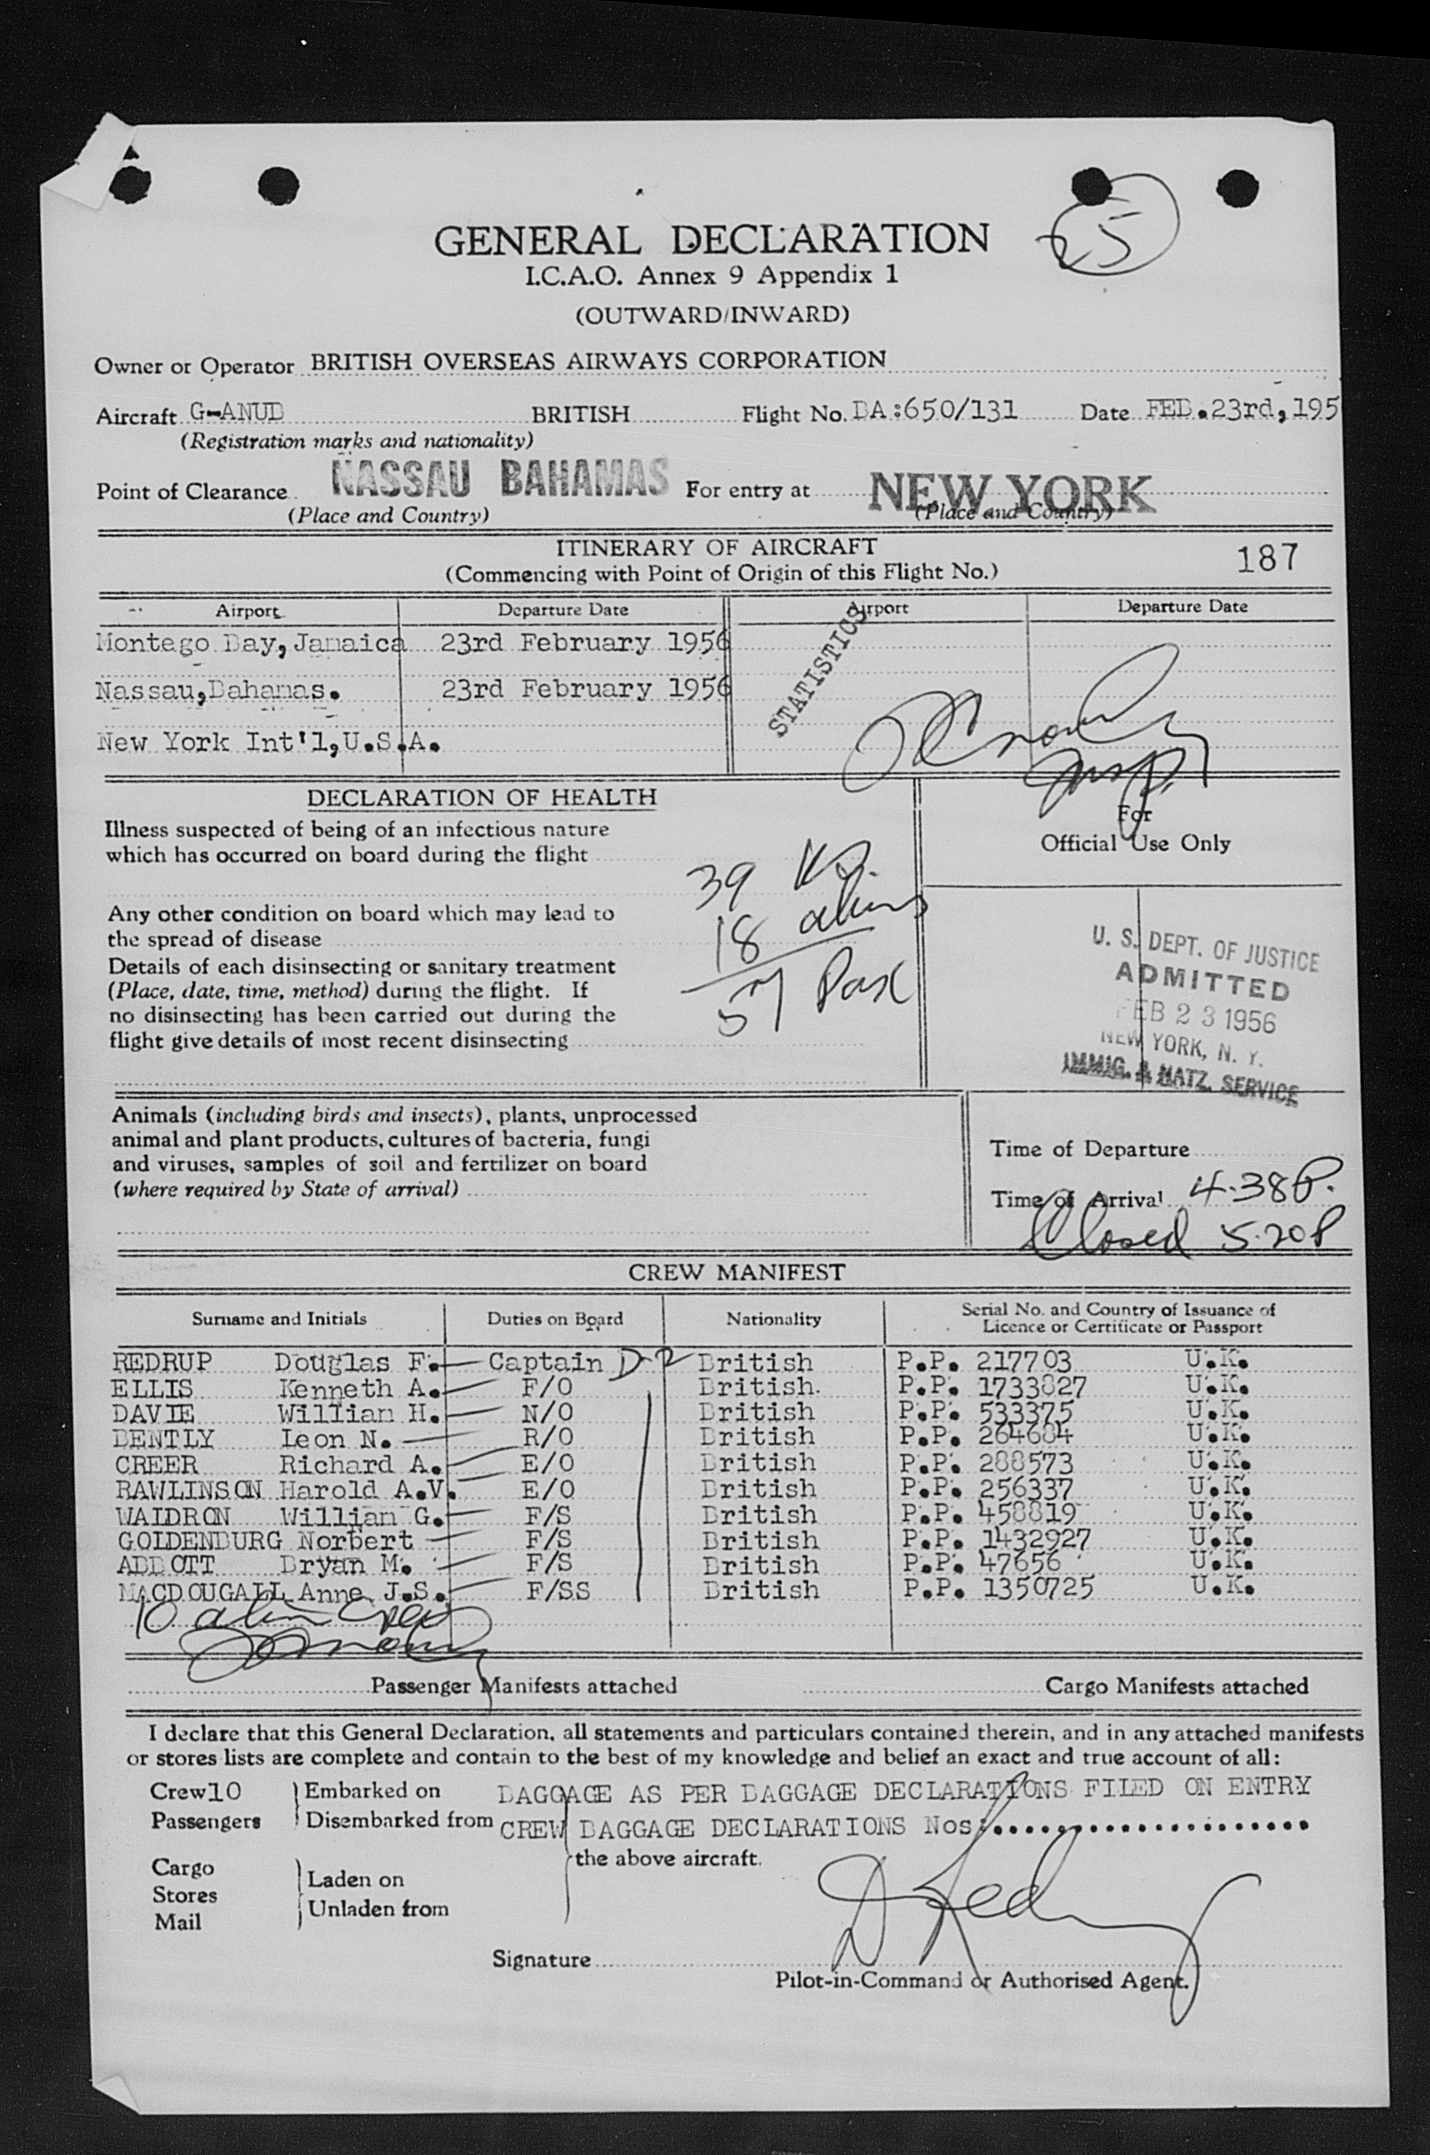 25
GENERAL DECLARATION
I.C.A.O. Annex 9 Appendix 1
(OUTWARD/INWARD)
Owner or Operator BRITISH OVERSEAS AIRWAYS CORPORATION
Aircraft G-ANUB BRITISH Flight No. BA:650/131 Date FEB.23rd,195
(Registration marks and nationality)
Point of Clearance NASSAU BAHAMAS For entry at NEW YORK
(Place and Country) (Place and Country)
ITINERARY OF AIRCRAFT 187
(Commencing with Point of Origin of this Flight No.)
Airport Departure Date Airport Departure Date
Montego Bay, Jamaica 23rd February 1956
STATISTICS
Nassau,Bahamas. 23rd February 1956
New York Int'l,U.S.A.
Insp.
DECLARATION OF HEALTH
For
Official Use Only
Illness suspected of being of an infectious nature
which has occurred on board during the flight
39
18 aliens
57 Pax
Any other condition on board which may lead to
the spread of disease
Details of each disinsecting or sanitary treatment
(Place, date, time, method) during the flight. If
no disinsecting has been carried out during the
flight give details of most recent disinsecting
U. S. DEPT. OF JUSTICE
ADMITTED
FEB 23 1956
NEW YORK, N. Y.
IMMIG. & NATZ. SERVICE
Animals (including birds and insects), plants, unprocessed
animal and plant products, cultures of bacteria, fungi
and viruses, samples of soil and fertilizer on board
(where required by State of arrival)
Time of Departure
Time of Arrival 4.38P.
Closed 5.20P
CREW MANIFEST
Surname and Initials Duties on Board Nationality Serial No. and Country of Issuance of
Licence or Certificate or Passport
REDRUP Douglas F. Captain D-2 British P.P. 217703 U.K.
ELLIS Kenneth A. F/O British. P.P. 1733827 U.K.
DAVIE William H. N/O British P.P. 533375 U.K.
BENTLY Leon N. R/O British P.P. 264684 U.K.
CREER Richard A. E/O British P.P. 288573 U.K.
RAWLINSON Harold A.V. E/O British P.P. 256337 U.K.
WALDRON William G. F/S British P.P. 458819 U.K.
GOLDENBURG Norbert F/S British P.P. 1432927 U.K.
ABBOTT Bryan M. F/S British P.P. 47656 U.K.
MACDOUGALL Anne J.S. F/SS British P.P. 1350725 U.K.
10 alien crew
Passenger Manifests attached Cargo Manifests attached
I declare that this General Declaration, all statements and particulars contained therein, and in any attached manifests
or stores lists are complete and contain to the best of my knowledge and belief an exact and true account of all:
Crew 10 Embarked on BAGGAGE AS PER BAGGAGE DECLARATIONS FILED ON ENTRY
Passengers Disembarked from CREW BAGGAGE DECLARATIONS Nos:.....................
the above aircraft.
Cargo
Stores
Mail
Laden on
Unladen from
Signature
Pilot-in-Command or Authorised Agent.